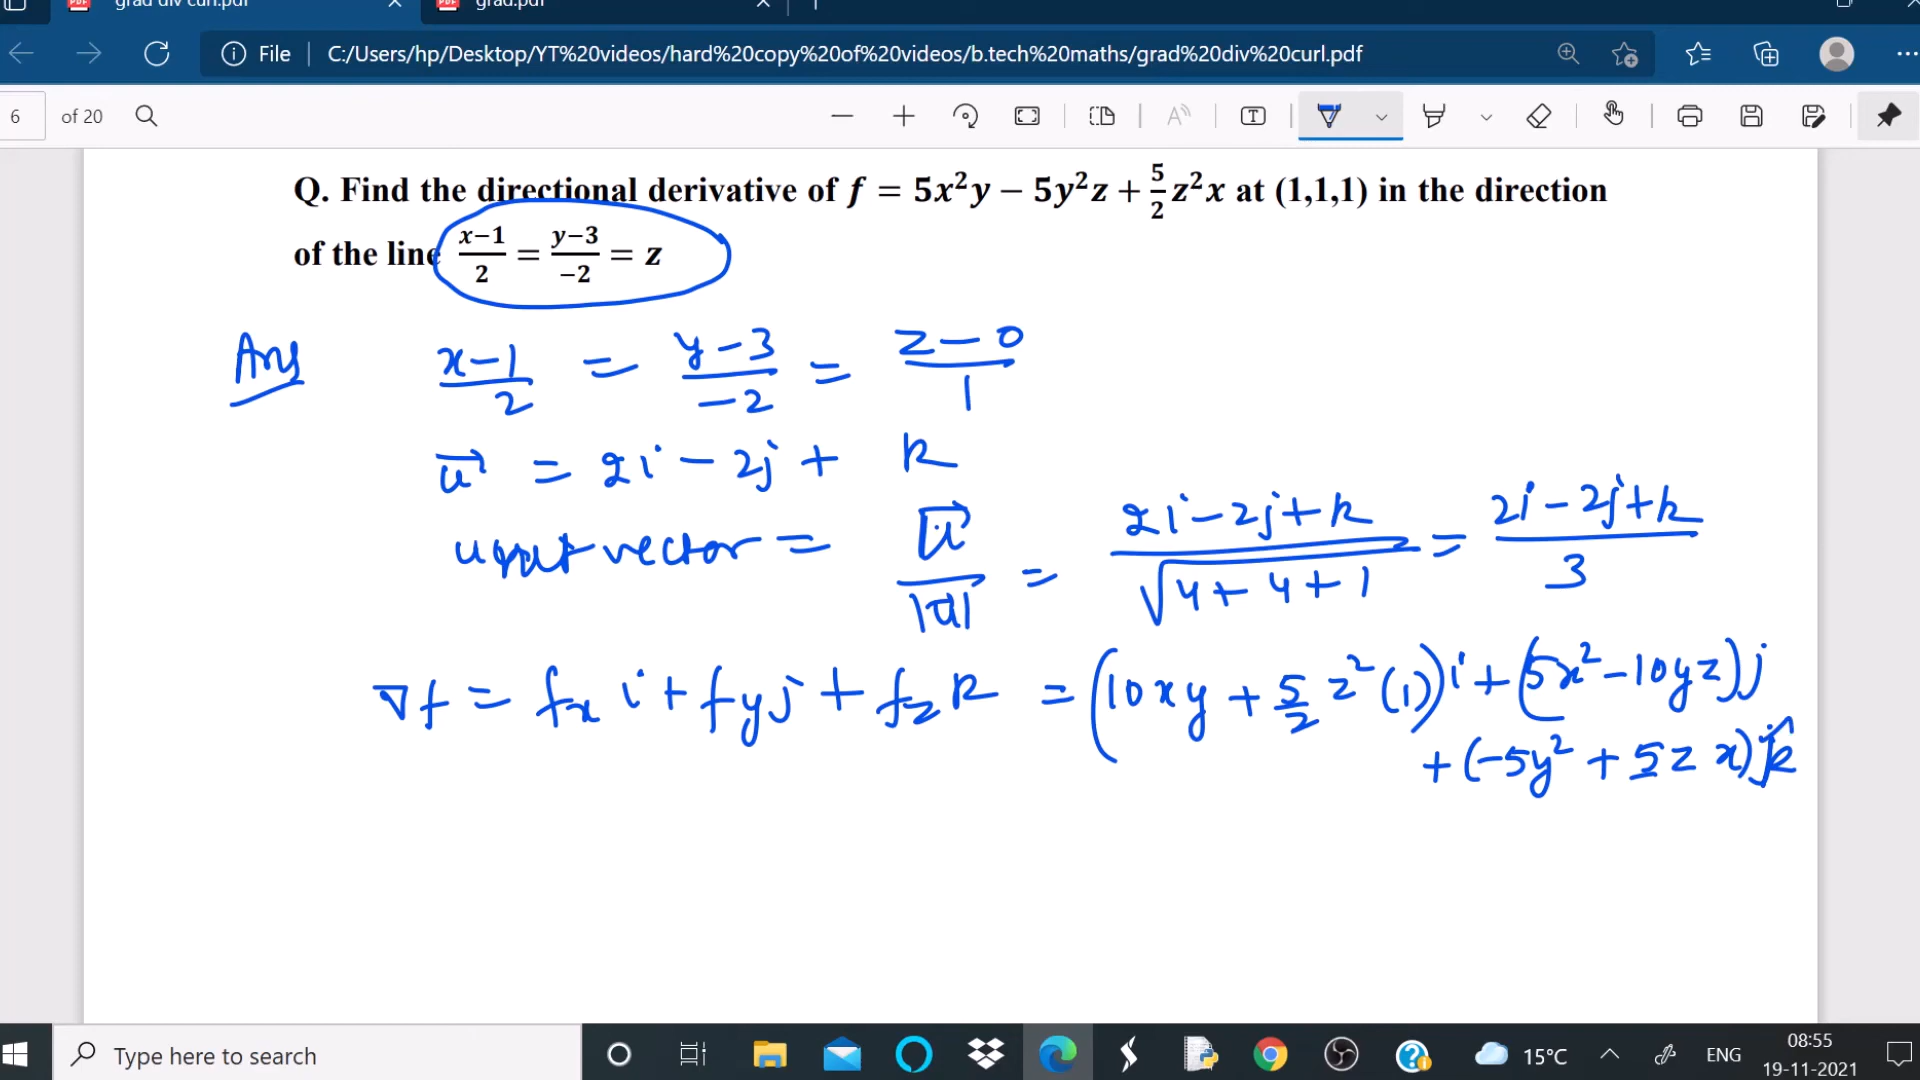 grad div curl.pdf
grad.pdf
File C:/Users/hp/Desktop/YT%20videos/hard%20copy%20of%20videos/b.tech%20maths/grad%20div%20curl.pdf
6 of 20
Q. Find the directional derivative of f = 5x²y − 5y²z + 5/2 z²x at (1,1,1) in the direction
of the line (x−1)/2 = (y−3)/−2 = z
Ans (x−1)/2 = (y−3)/−2 = (z−0)/1
u⃗ = 2i − 2j + k
unit vector = u⃗/|u⃗| = (2i−2j+k)/√(4+4+1) = (2i−2j+k)/3
∇f = fx i + fy j + fz k = (10xy + 5/2 z²(1))i + (5x²−10yz)j
+ (−5y² + 5zx)k
Type here to search
15°C
ENG
08:55
19-11-2021